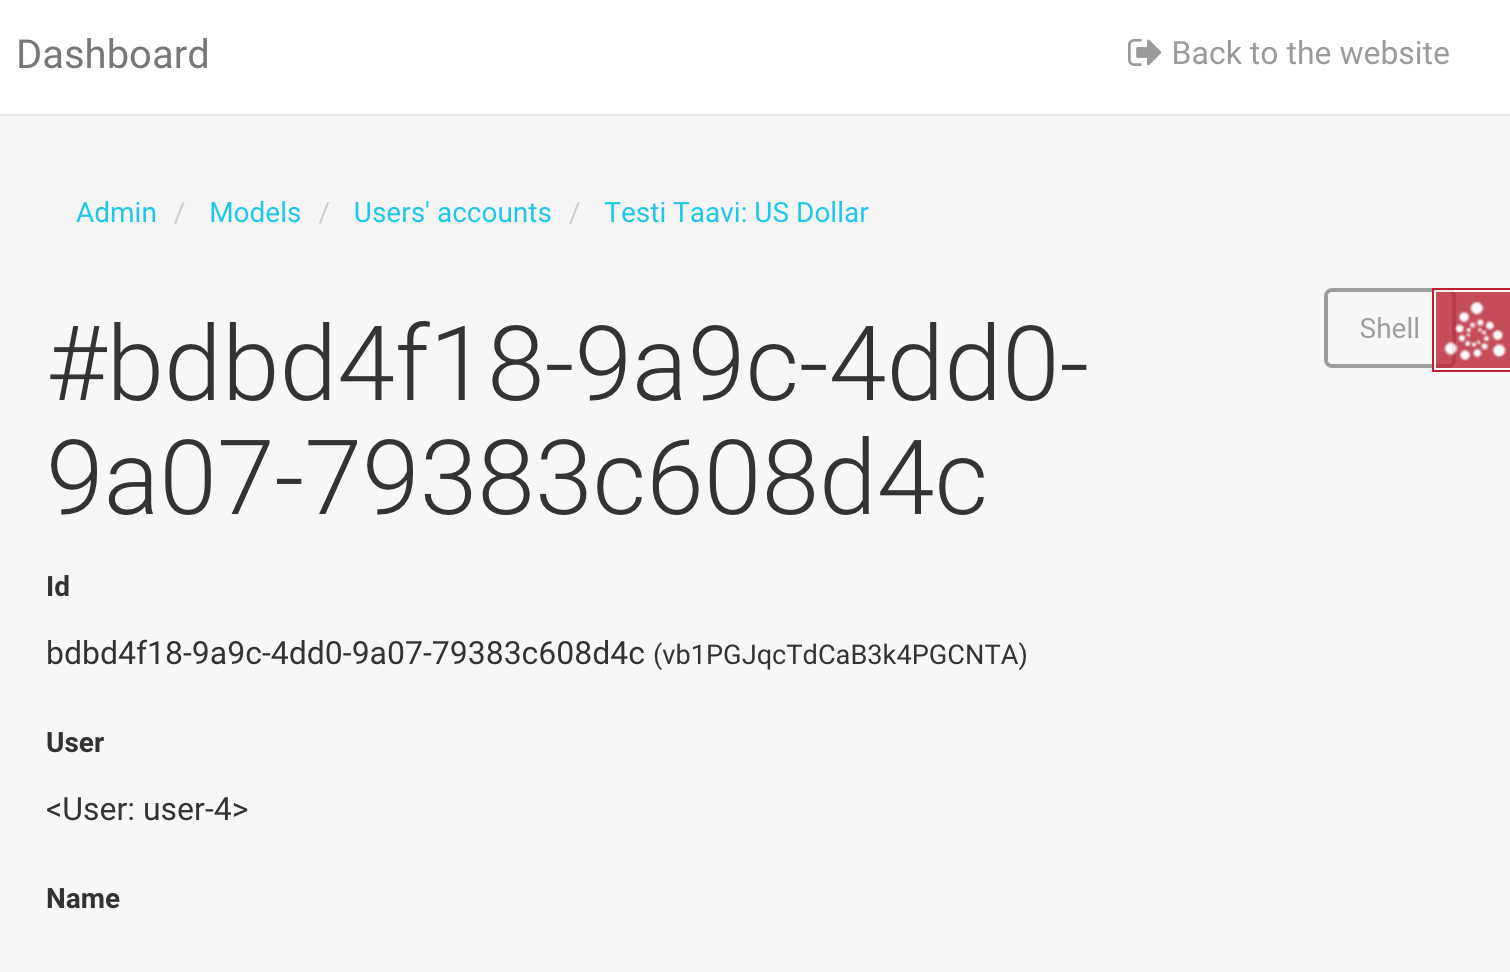 Dashboard
Back to the website
Admin / Models / Users' accounts / Testi Taavi: US Dollar
Shell
#bdbd4f18-9a9c-4dd0-
9a07-79383c608d4c
Id
bdbd4f18-9a9c-4dd0-9a07-79383c608d4c (vb1PGJqcTdCaB3k4PGCNTA)
User
<User: user-4>
Name